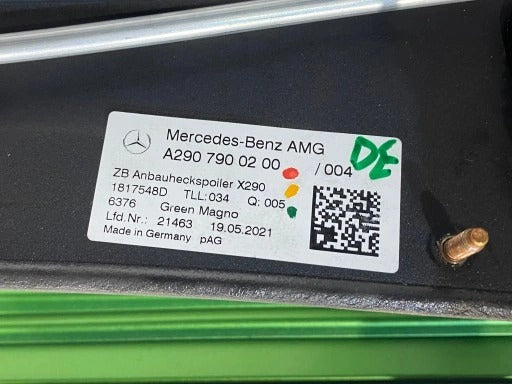 Mercedes-Benz AMG
A290 790 02 00 / 004
DE
ZB Anbauheckspoiler X290
1817548D TLL:034 Q: 005
6376 Green Magno
Lfd.Nr.: 21463 19.05.2021
Made in Germany pAG